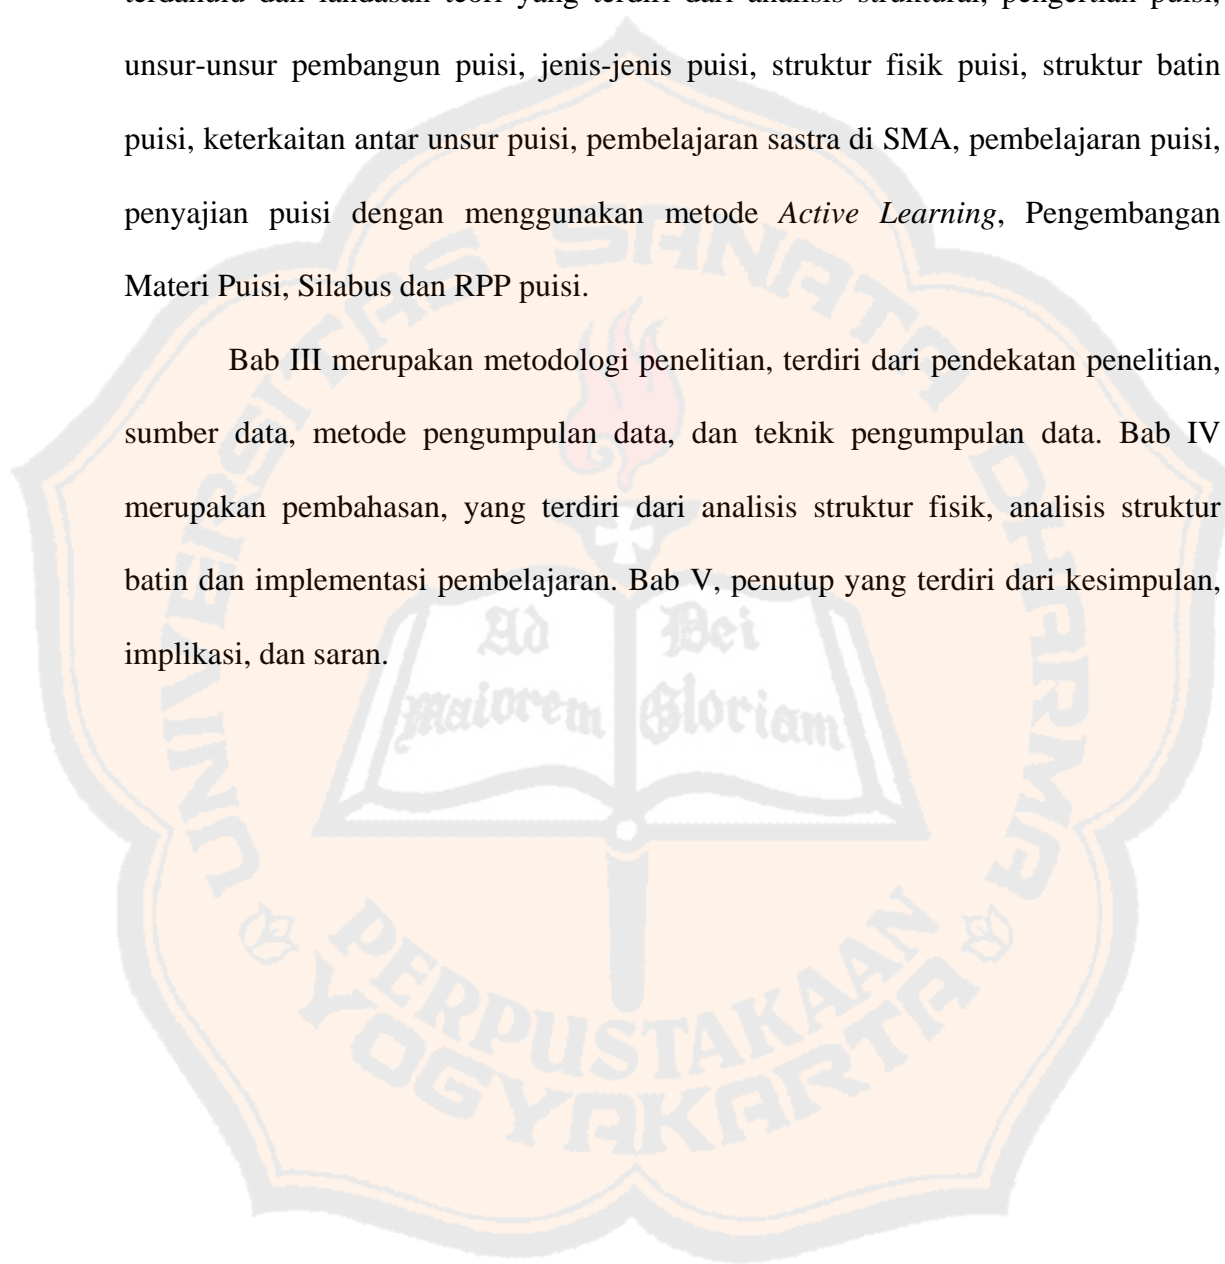 terdahulu dan landasan teori yang terdiri dari analisis struktural, pengertian puisi,
unsur-unsur pembangun puisi, jenis-jenis puisi, struktur fisik puisi, struktur batin
puisi, keterkaitan antar unsur puisi, pembelajaran sastra di SMA, pembelajaran puisi,
penyajian puisi dengan menggunakan metode Active Learning, Pengembangan
Materi Puisi, Silabus dan RPP puisi.
Bab III merupakan metodologi penelitian, terdiri dari pendekatan penelitian,
sumber data, metode pengumpulan data, dan teknik pengumpulan data. Bab IV
merupakan pembahasan, yang terdiri dari analisis struktur fisik, analisis struktur
batin dan implementasi pembelajaran. Bab V, penutup yang terdiri dari kesimpulan,
implikasi, dan saran.
UNIVERSITAS SANATA DHARMA
Ad Maiorem
Dei Gloriam
PERPUSTAKAAN
YOGYAKARTA